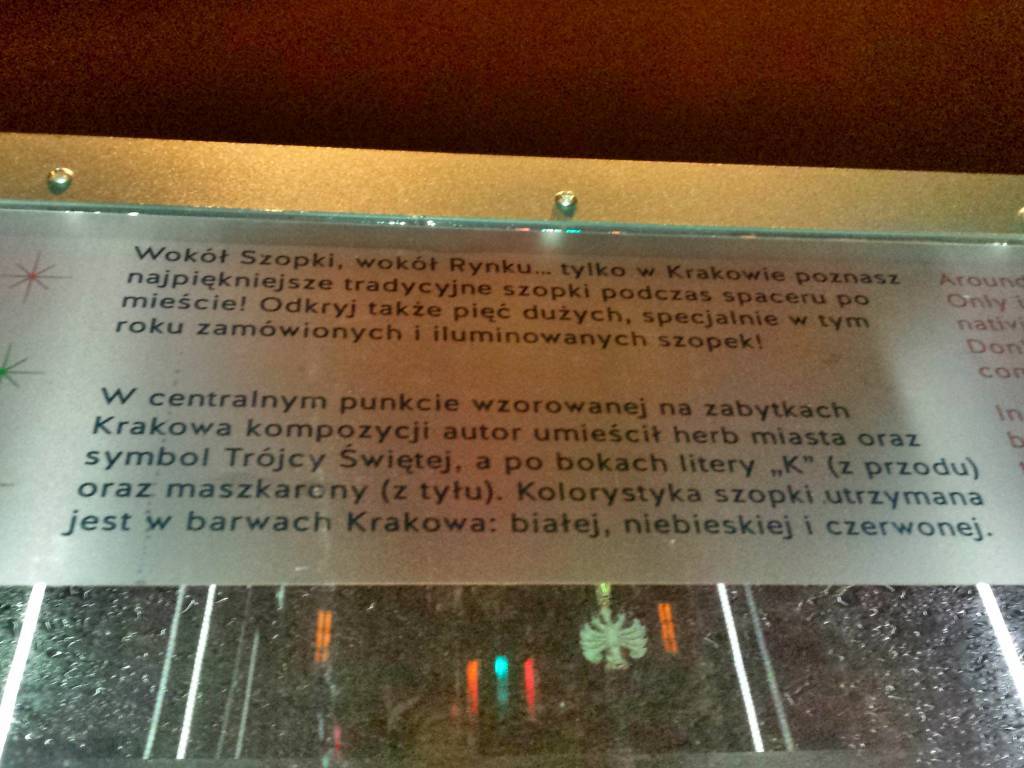 Wokół Szopki, wokół Rynku... tylko w Krakowie poznasz
najpiękniejsze tradycyjne szopki podczas spaceru po
mieście! Odkryj także pięć dużych, specjalnie w tym
roku zamówionych i iluminowanych szopek!
W centralnym punkcie wzorowanej na zabytkach
Krakowa kompozycji autor umieścił herb miasta oraz
symbol Trójcy Świętej, a po bokach litery „K” (z przodu)
oraz maszkarony (z tyłu). Kolorystyka szopki utrzymana
jest w barwach Krakowa: białej, niebieskiej i czerwonej.
Around
Only